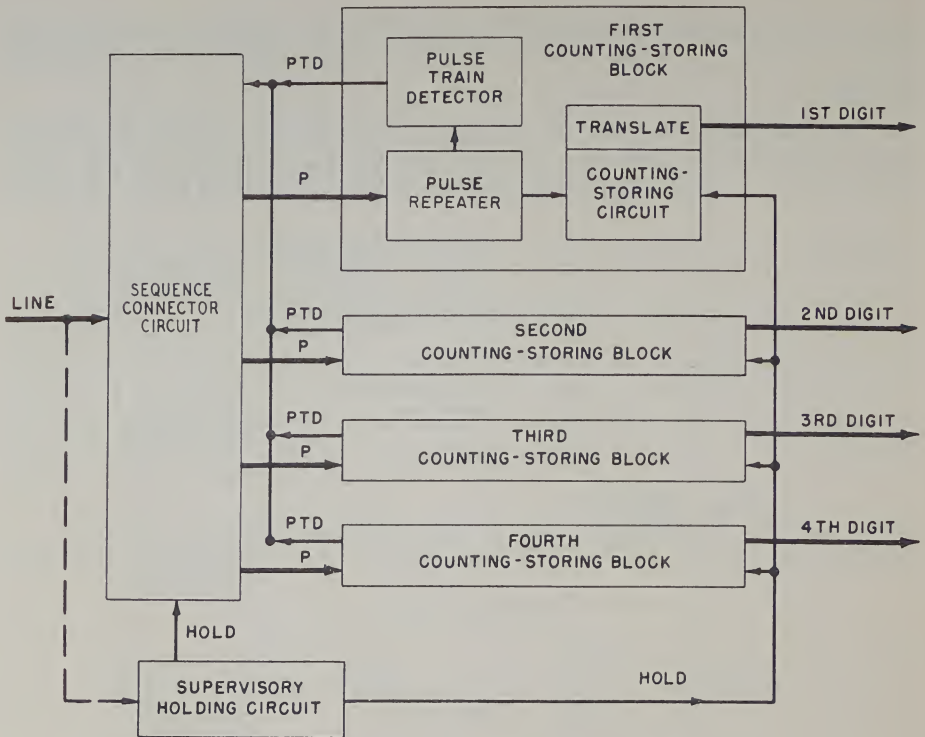 FIRST
COUNTING-STORING
BLOCK
PTD
PULSE
TRAIN
DETECTOR
1ST DIGIT
TRANSLATE
P
PULSE
REPEATER
COUNTING-
STORING
CIRCUIT
SEQUENCE
CONNECTOR
CIRCUIT
LINE
PTD
P
SECOND
COUNTING-STORING BLOCK
2ND DIGIT
PTD
P
THIRD
COUNTING-STORING BLOCK
3RD DIGIT
PTD
P
FOURTH
COUNTING-STORING BLOCK
4TH DIGIT
HOLD
SUPERVISORY
HOLDING CIRCUIT
HOLD